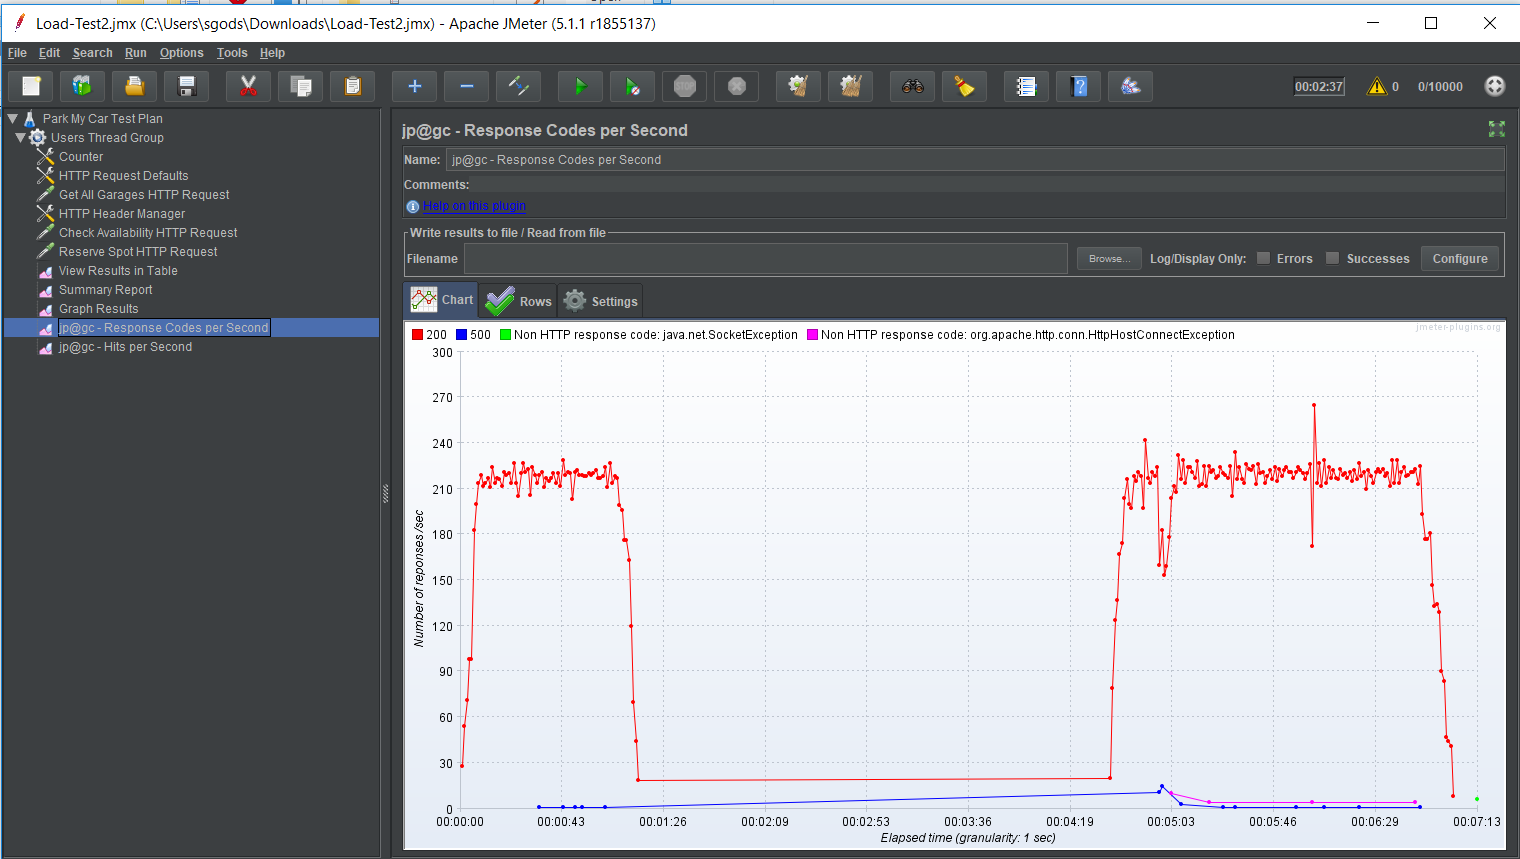 Load-Test2.jmx (C:\Users\sgods\Downloads\Load-Test2.jmx) - Apache JMeter (5.1.1 r1855137)
File Edit Search Run Options Tools Help
STOP 00:02:37 0 0/10000
Park My Car Test Plan
Users Thread Group
Counter
HTTP Request Defaults
Get All Garages HTTP Request
HTTP Header Manager
Check Availability HTTP Request
Reserve Spot HTTP Request
View Results in Table
Summary Report
Graph Results
jp@gc - Response Codes per Second
jp@gc - Hits per Second
jp@gc - Response Codes per Second
Name: jp@gc - Response Codes per Second
Comments:
Help on this plugin
Write results to file / Read from file
Filename Browse... Log/Display Only: Errors Successes Configure
Chart Rows Settings
jmeter-plugins.org
200 500 Non HTTP response code: java.net.SocketException Non HTTP response code: org.apache.http.conn.HttpHostConnectException
300
270
240
210
180
150
120
90
60
30
0
Number of reponses /sec
00:00:00 00:00:43 00:01:26 00:02:09 00:02:53 00:03:36 00:04:19 00:05:03 00:05:46 00:06:29 00:07:13
Elapsed time (granularity: 1 sec)